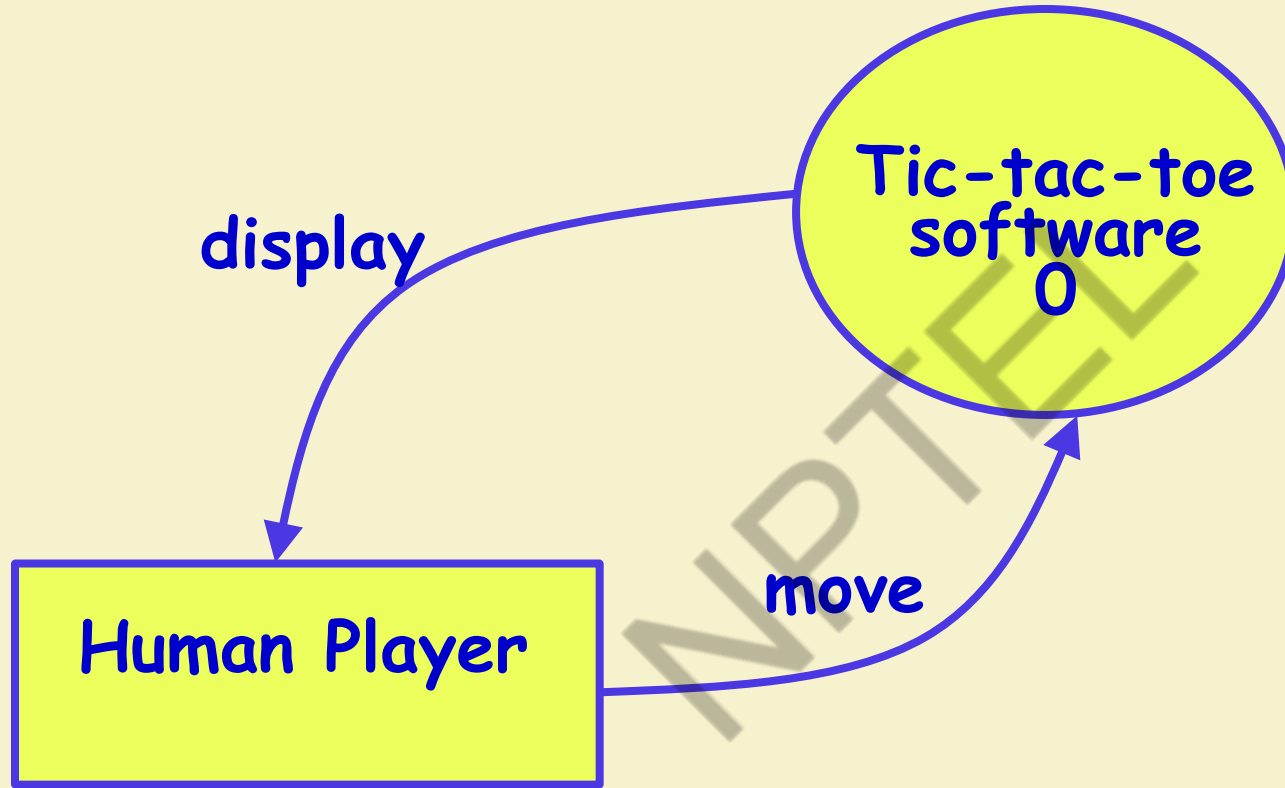 Tic-tac-toe
software
0
display
move
Human Player
NPTEL